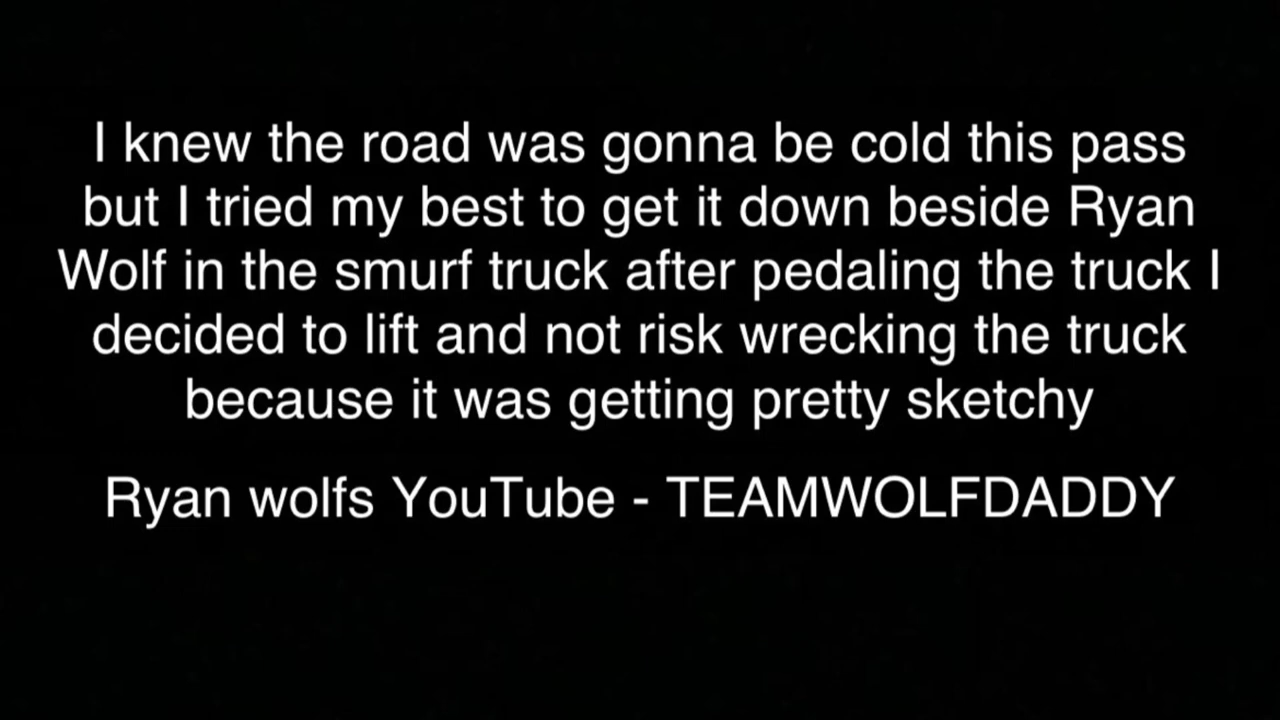 I knew the road was gonna be cold this pass
but I tried my best to get it down beside Ryan
Wolf in the smurf truck after pedaling the truck I
decided to lift and not risk wrecking the truck
because it was getting pretty sketchy
Ryan wolfs YouTube - TEAMWOLFDADDY